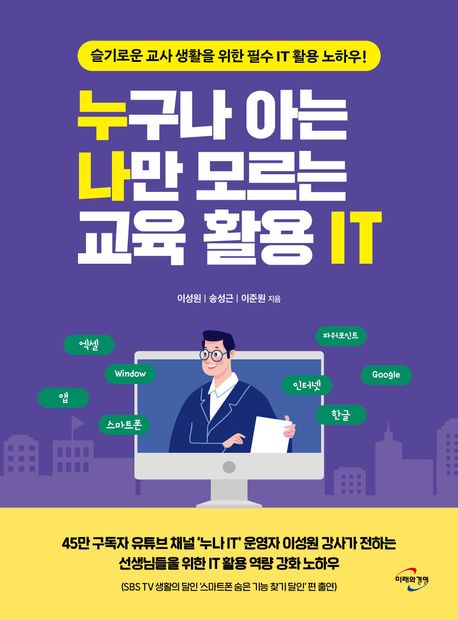 슬기로운 교사 생활을 위한 필수 IT 활용 노하우!
누구나 아는
나만 모르는
교육 활용 IT
이성원 | 송성근 | 이준원 지음
엑셀
파워포인트
Window
Google
인터넷
앱
한글
스마트폰
45만 구독자 유튜브 채널 '누나 IT' 운영자 이성원 강사가 전하는
선생님들을 위한 IT 활용 역량 강화 노하우
(SBS TV 생활의 달인 '스마트폰 숨은 기능 찾기 달인' 편 출연)
미래와경영